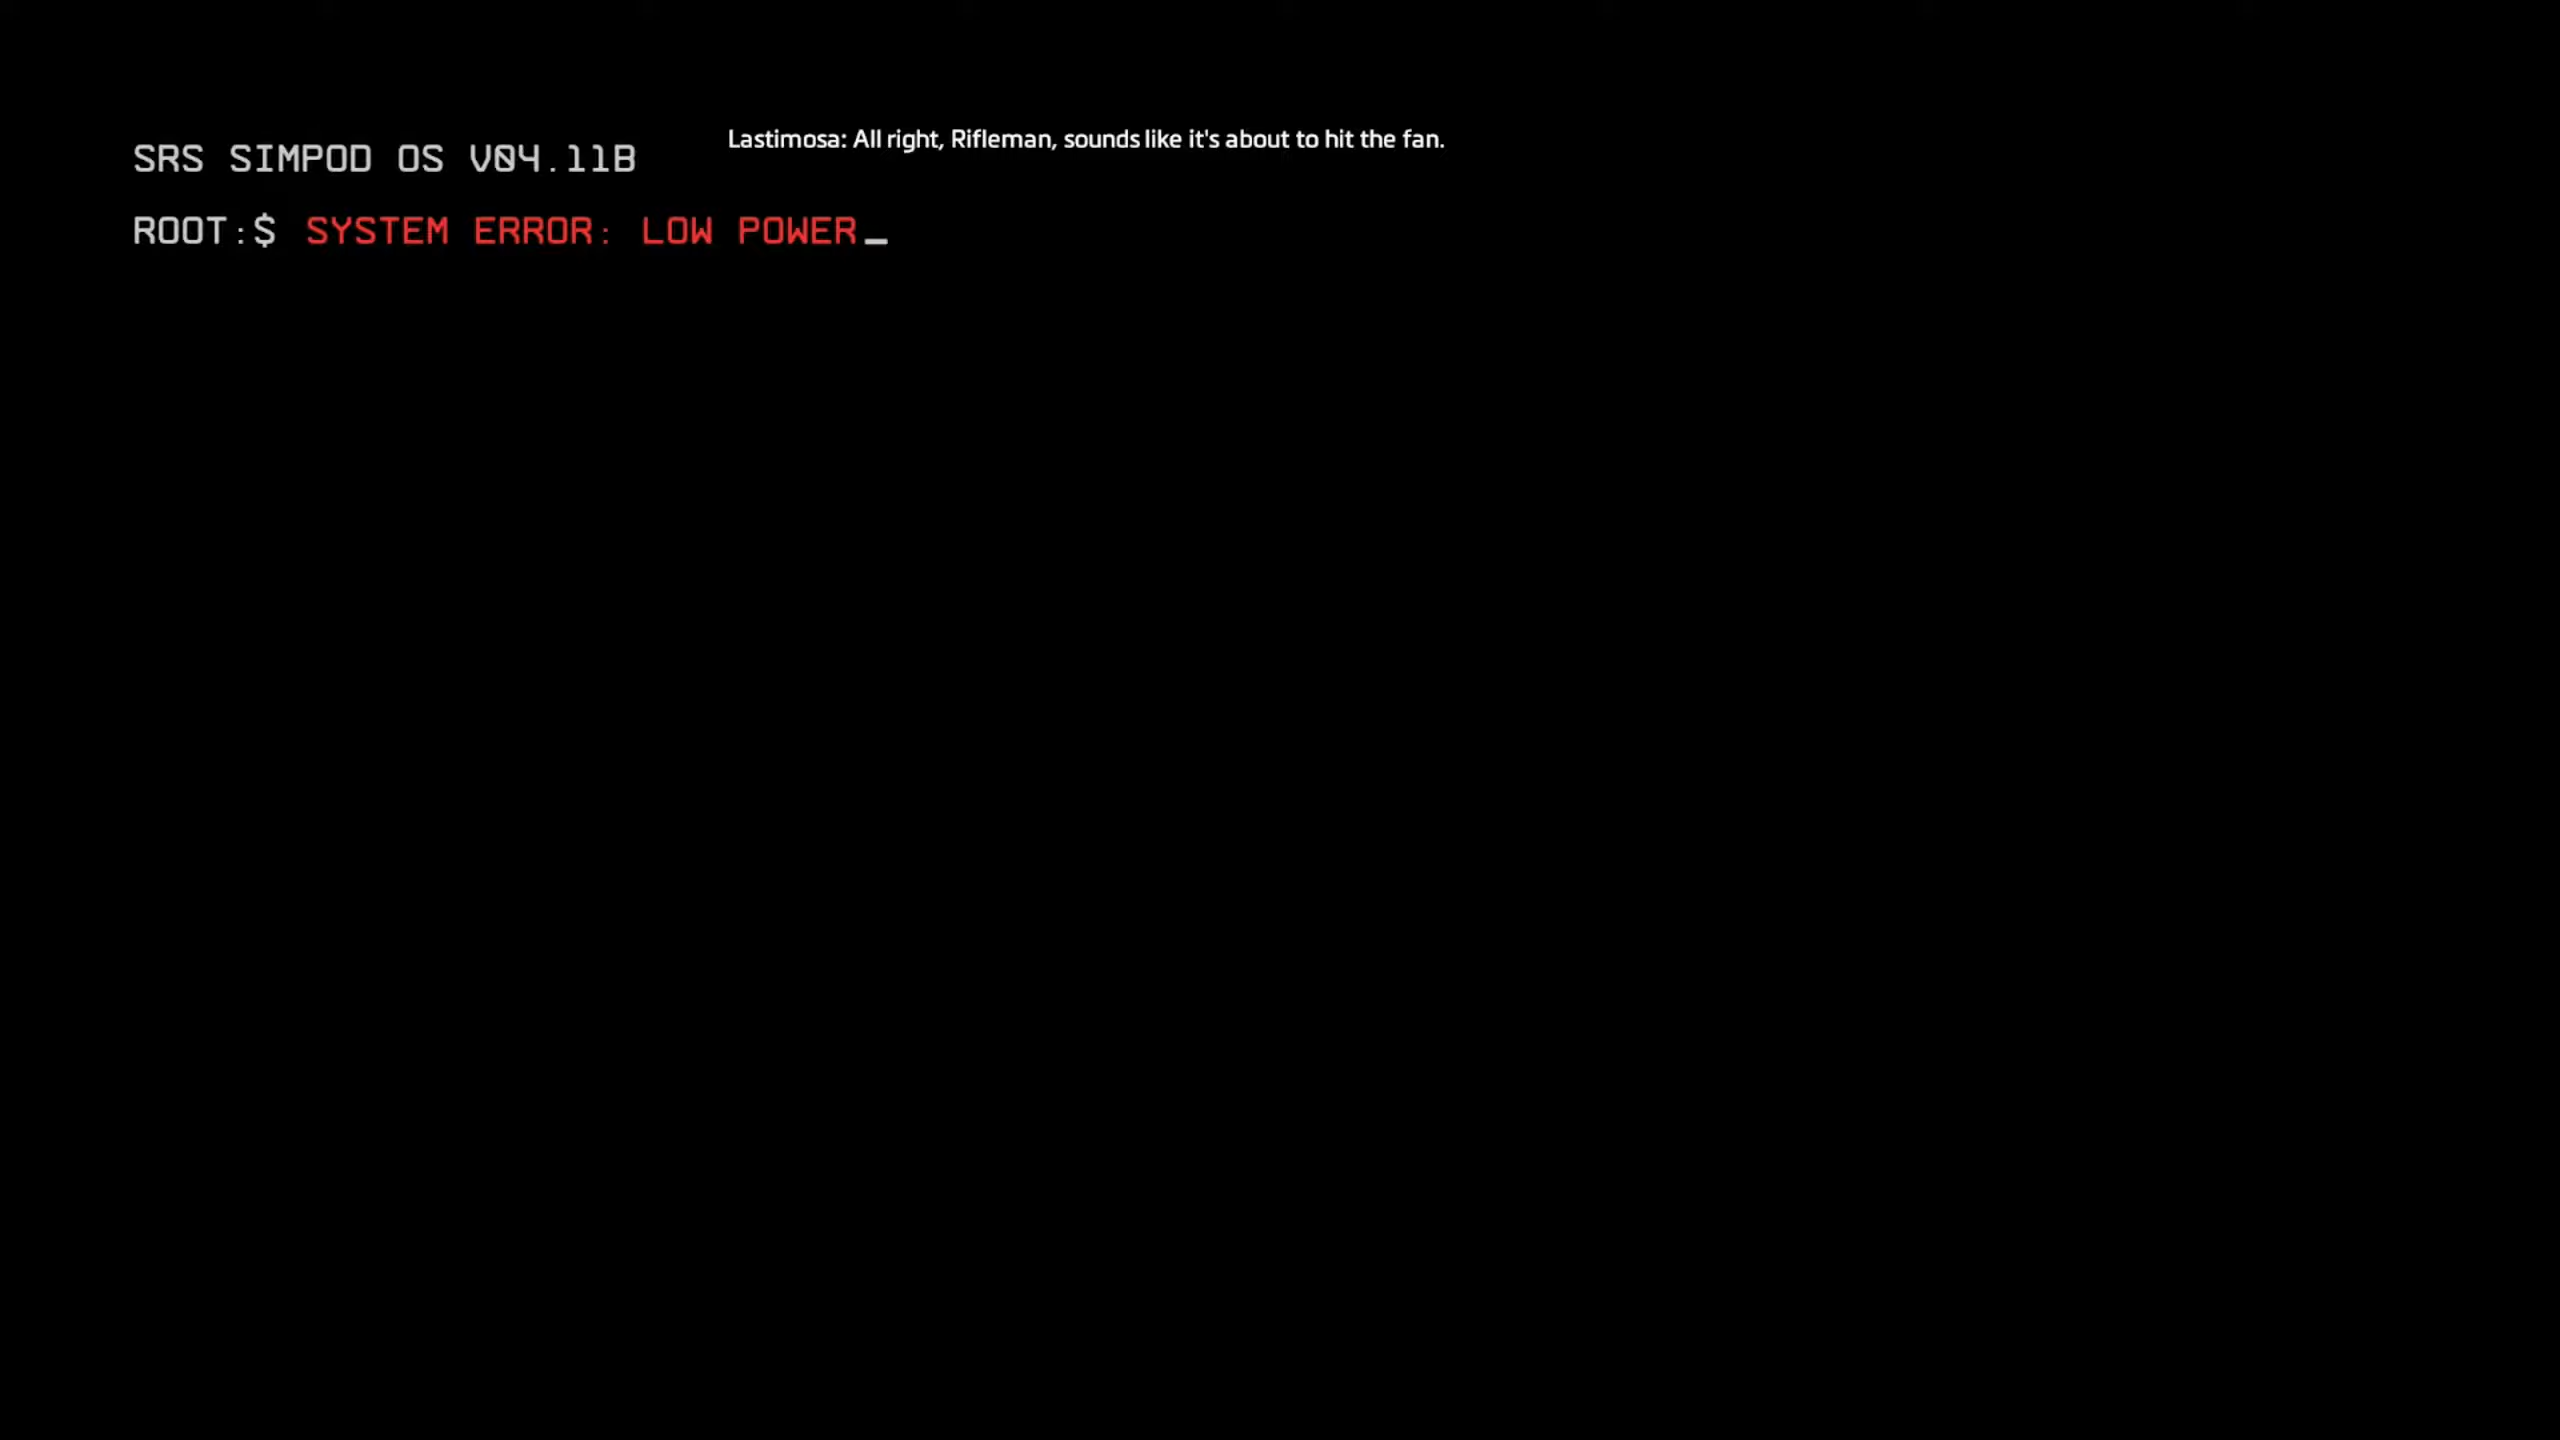 Lastimosa: All right, Rifleman, sounds like it's about to hit the fan.
SRS SIMPOD OS V04.11B
ROOT:$ SYSTEM ERROR: LOW POWER_